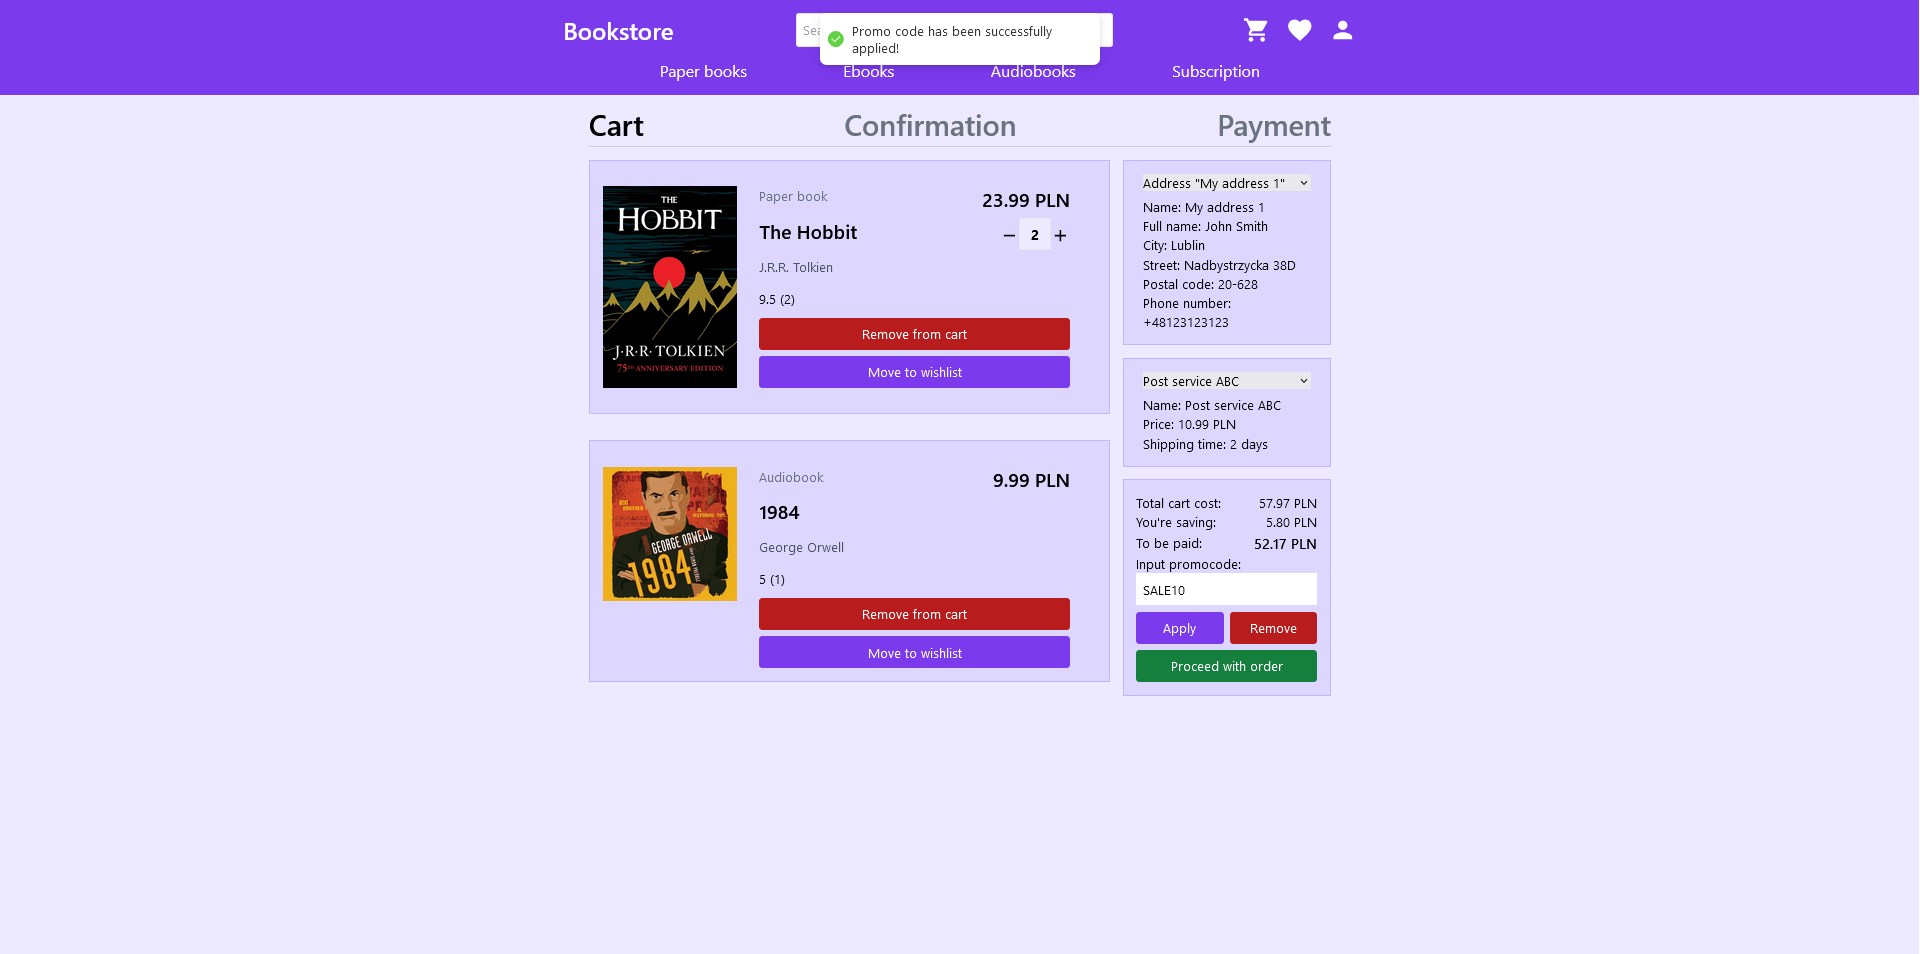 Bookstore
Sea
Promo code has been successfully
applied!
Paper books
Ebooks
Audiobooks
Subscription
Cart
Confirmation
Payment
THE
HOBBIT
J·R·R·TOLKIEN
75TH ANNIVERSARY EDITION
Paper book
23.99 PLN
The Hobbit
2
J.R.R. Tolkien
9.5 (2)
Remove from cart
Move to wishlist
GEORGE ORWELL
1984
Audiobook
9.99 PLN
1984
George Orwell
5 (1)
Remove from cart
Move to wishlist
Address "My address 1"
Name: My address 1
Full name: John Smith
City: Lublin
Street: Nadbystrzycka 38D
Postal code: 20-628
Phone number:
+48123123123
Post service ABC
Name: Post service ABC
Price: 10.99 PLN
Shipping time: 2 days
Total cart cost: 57.97 PLN
You're saving: 5.80 PLN
To be paid: 52.17 PLN
Input promocode:
SALE10
Apply
Remove
Proceed with order